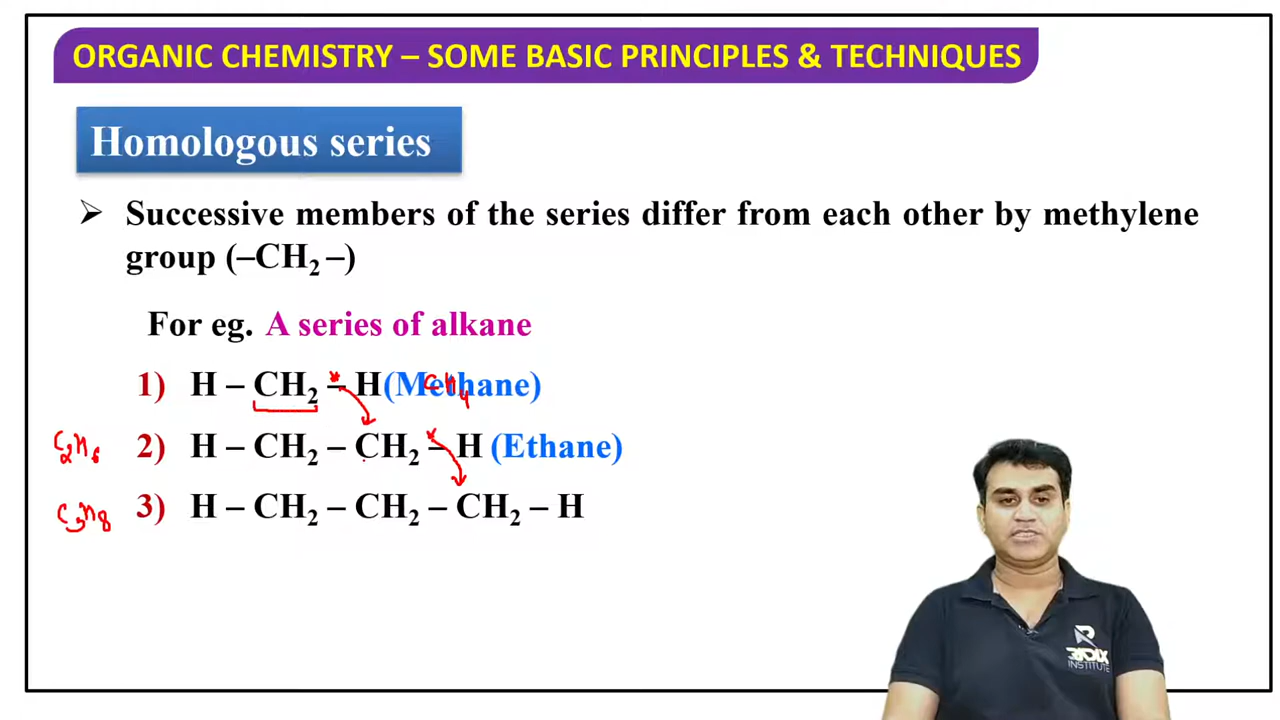 ORGANIC CHEMISTRY – SOME BASIC PRINCIPLES & TECHNIQUES
Homologous series
➢ Successive members of the series differ from each other by methylene
group (–CH₂ –)
For eg. A series of alkane
1) H – CH₂ – H(Methane) CH₄
C₂H₆ 2) H – CH₂ – CH₂ – H (Ethane)
C₃H₈ 3) H – CH₂ – CH₂ – CH₂ – H
INSTITUTE